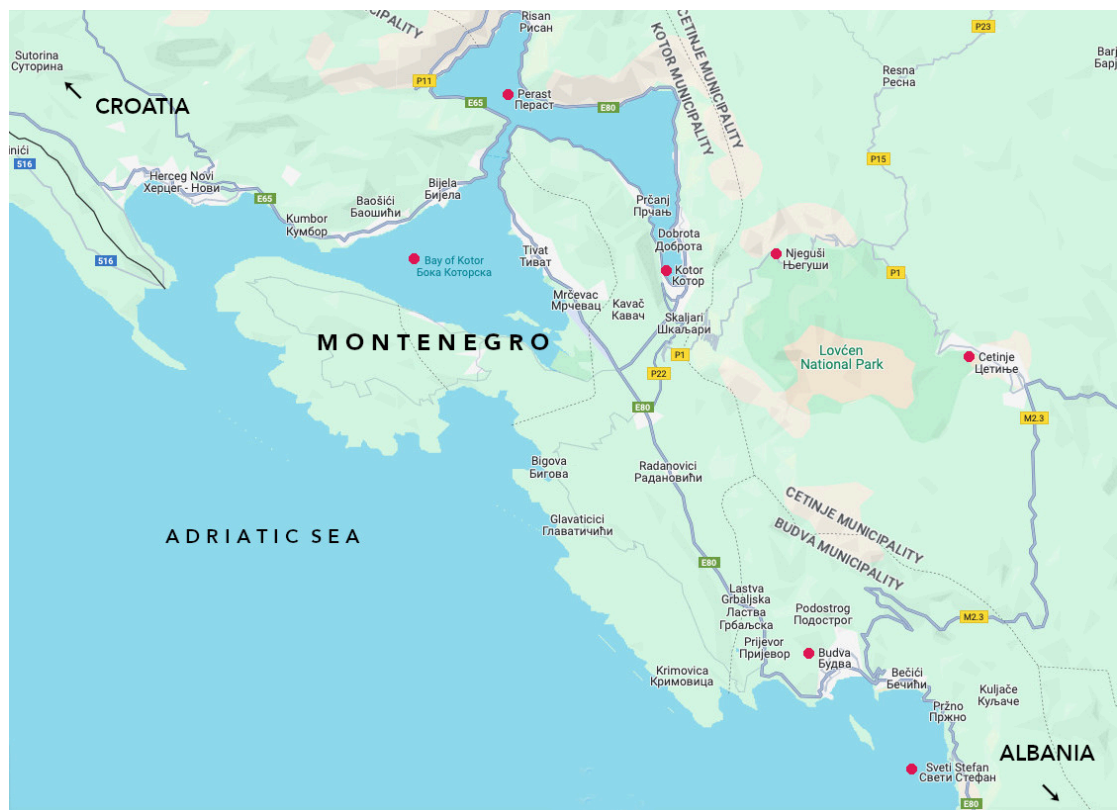 Risan
Рисан
P23
CETINJE MUNICIPALITY
KOTOR MUNICIPALITY
Sutorina
Суторина
Resna
Ресна
P11
CROATIA
Perast
Пераст
E65
E80
516
P15
Herceg Novi
Херцег - Нови
E65
Bijela
Бијела
Baošići
Баошићи
Kumbor
Кумбор
Prčanj
Прчањ
Dobrota
Доброта
Tivat
Тиват
Njeguši
Његуши
516
Bay of Kotor
Бока Которска
Kotor
Котор
P1
Mrčevac
Мрчевац
Kavač
Кавач
Skaljari
Шкаљари
MONTENEGRO
P1
Lovćen
National Park
Cetinje
Цетиње
P22
E80
M2.3
Bigova
Бигова
Radanovici
Радановићи
CETINJE MUNICIPALITY
BUDVA MUNICIPALITY
Glavaticici
Главатичићи
ADRIATIC SEA
E80
Lastva
Grbaljska
Ластва
Грбаљска
Podostrog
Подострог
M2.3
Prijevor
Пријевор
Budva
Будва
Krimovica
Кримовица
Bečići
Бечићи
Kuljače
Куљаче
Pržno
Пржно
ALBANIA
Sveti Stefan
Свети Стефан
E80